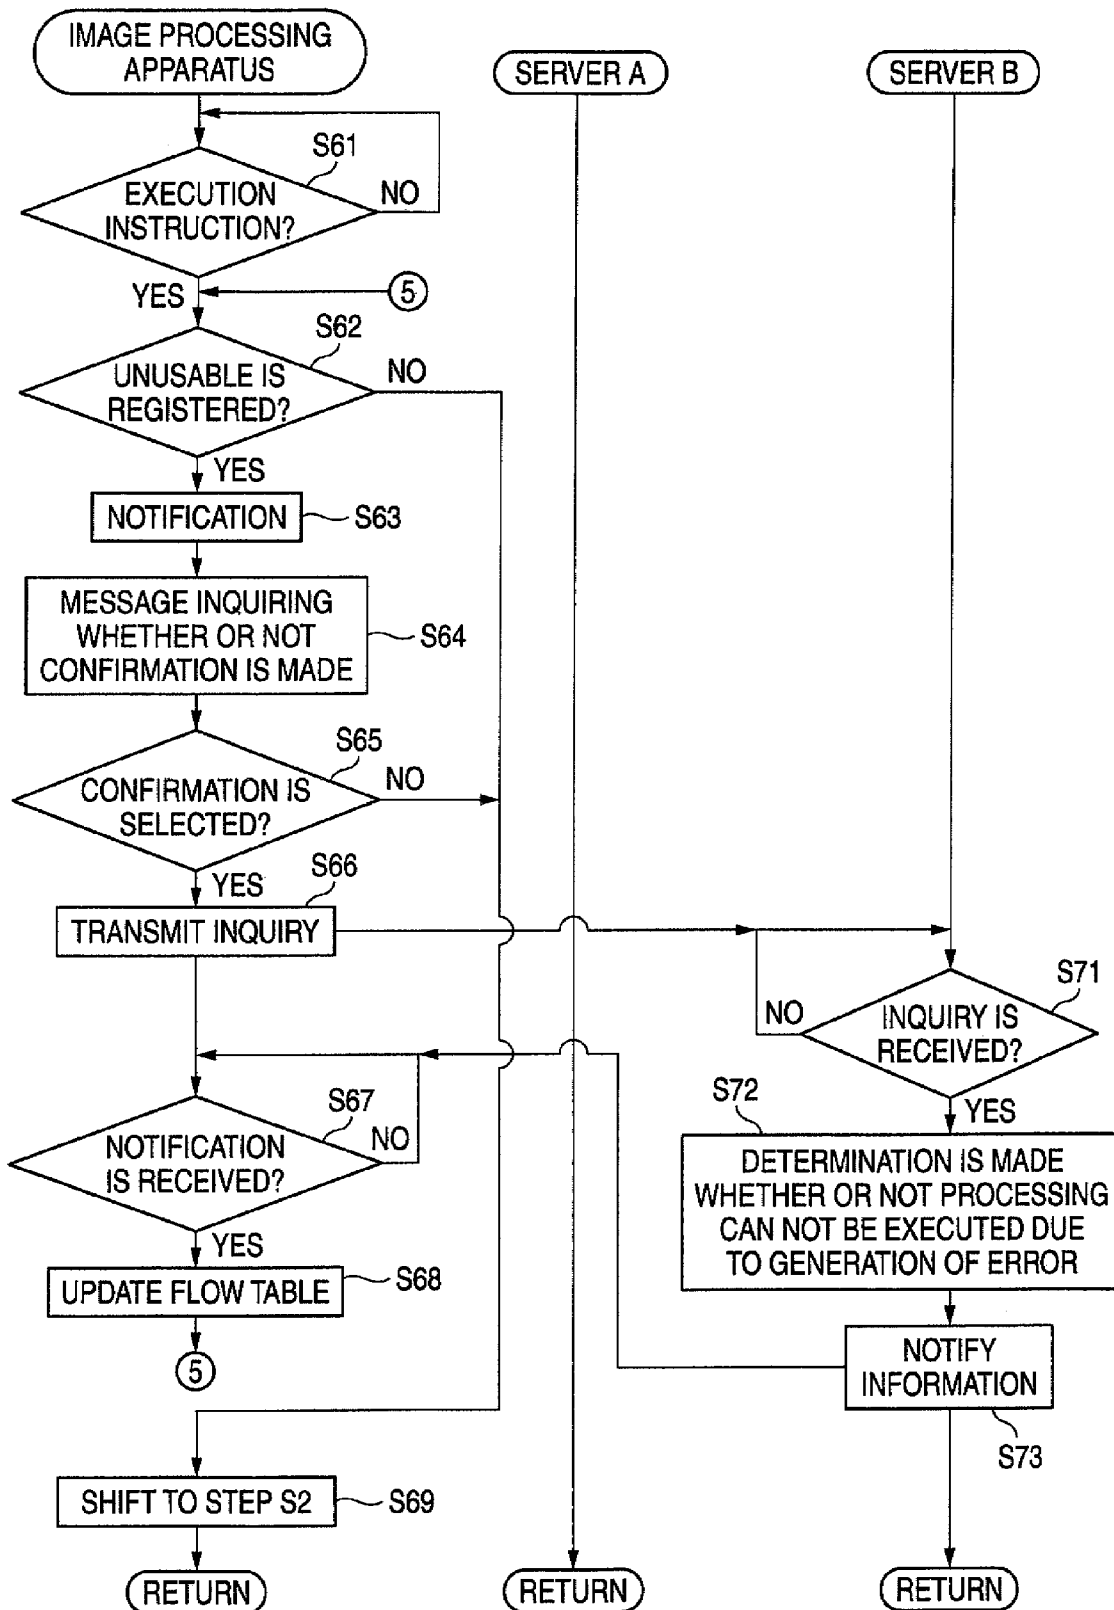 IMAGE PROCESSING
APPARATUS
SERVER A
SERVER B
S61
EXECUTION
INSTRUCTION?
NO
YES
5
S62
UNUSABLE IS
REGISTERED?
NO
YES
NOTIFICATION
S63
MESSAGE INQUIRING
WHETHER OR NOT
CONFIRMATION IS MADE
S64
S65
CONFIRMATION IS
SELECTED?
NO
YES
S66
TRANSMIT INQUIRY
S71
INQUIRY IS
RECEIVED?
NO
YES
S72
DETERMINATION IS MADE
WHETHER OR NOT PROCESSING
CAN NOT BE EXECUTED DUE
TO GENERATION OF ERROR
S67
NOTIFICATION
IS RECEIVED?
NO
YES
UPDATE FLOW TABLE
S68
5
NOTIFY
INFORMATION
S73
SHIFT TO STEP S2
S69
RETURN
RETURN
RETURN